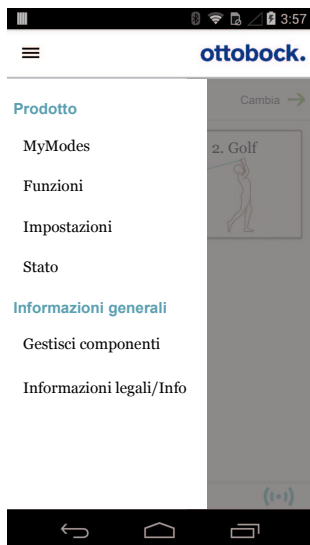 3:57
ottobock.
Prodotto
Cambia
MyModes
2. Golf
Funzioni
Impostazioni
Stato
Informazioni generali
Gestisci componenti
Informazioni legali/Info